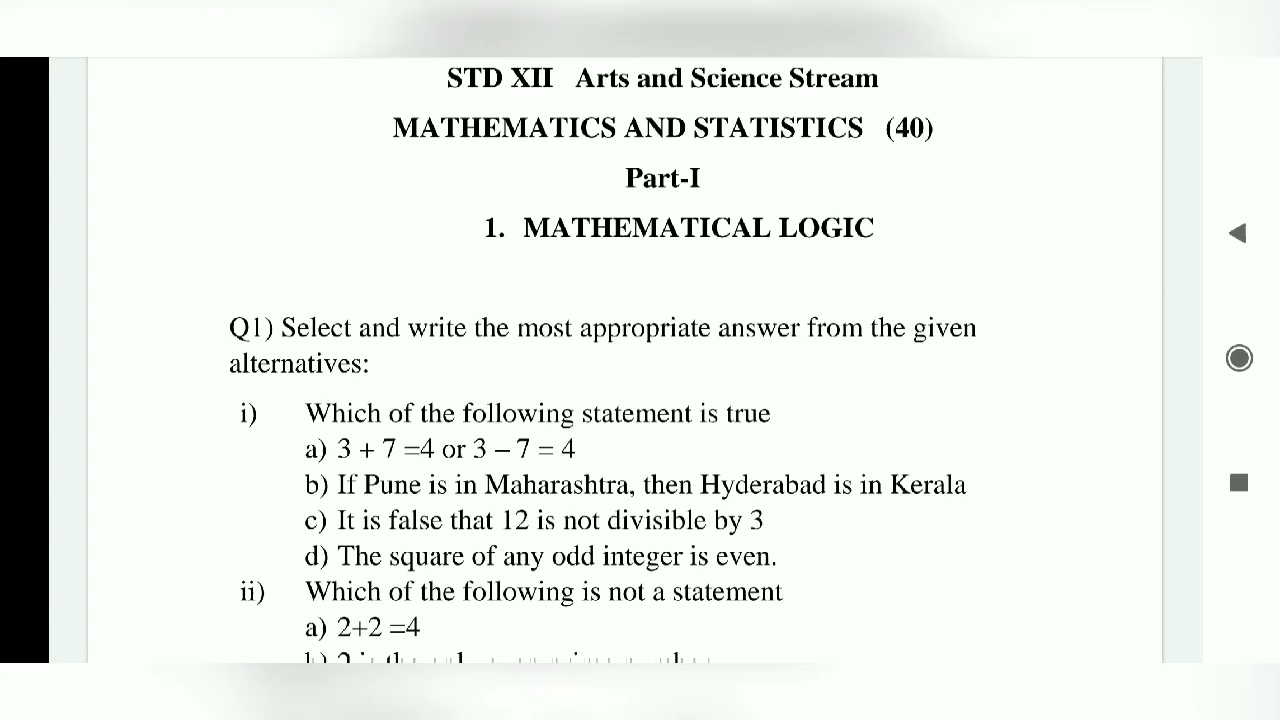 STD XII Arts and Science Stream
MATHEMATICS AND STATISTICS (40)
Part-I
1. MATHEMATICAL LOGIC
Q1) Select and write the most appropriate answer from the given
alternatives:
i) Which of the following statement is true
a) 3 + 7 =4 or 3 – 7 = 4
b) If Pune is in Maharashtra, then Hyderabad is in Kerala
c) It is false that 12 is not divisible by 3
d) The square of any odd integer is even.
ii) Which of the following is not a statement
a) 2+2 =4